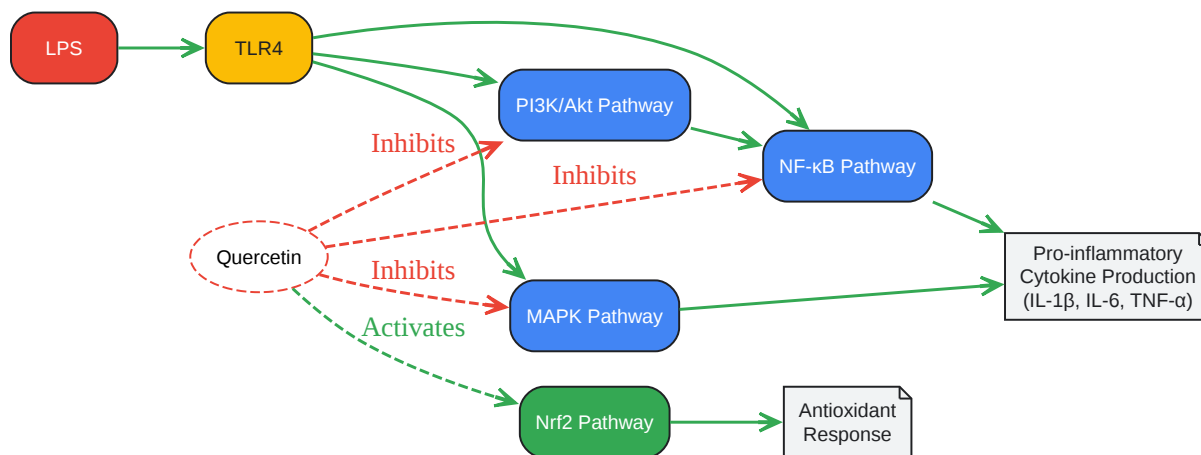 LPS
TLR4
PI3K/Akt Pathway
Inhibits
NF-κB Pathway
Inhibits
Quercetin
Inhibits
Pro-inflammatory
Cytokine Production
(IL-1β, IL-6, TNF-α)
MAPK Pathway
Activates
Nrf2 Pathway
Antioxidant
Response